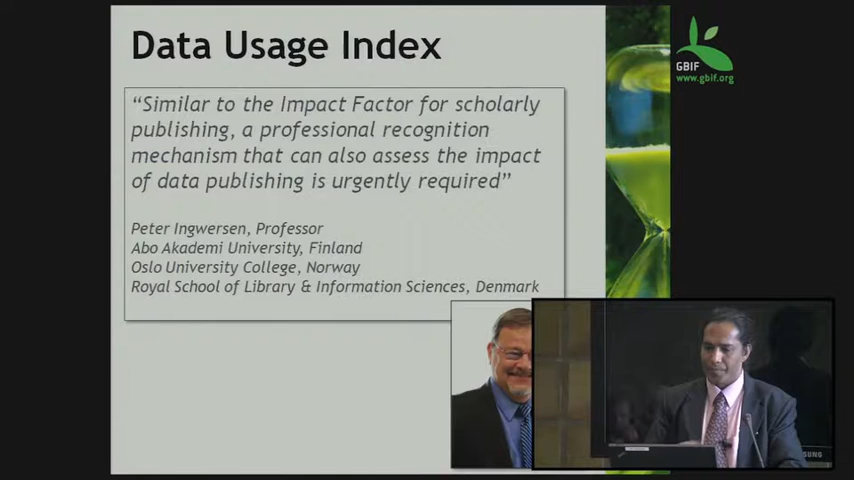 Data Usage Index
GBIF
www.gbif.org
“Similar to the Impact Factor for scholarly
publishing, a professional recognition
mechanism that can also assess the impact
of data publishing is urgently required”
Peter Ingwersen, Professor
Abo Akademi University, Finland
Oslo University College, Norway
Royal School of Library & Information Sciences, Denmark
SAMSUNG